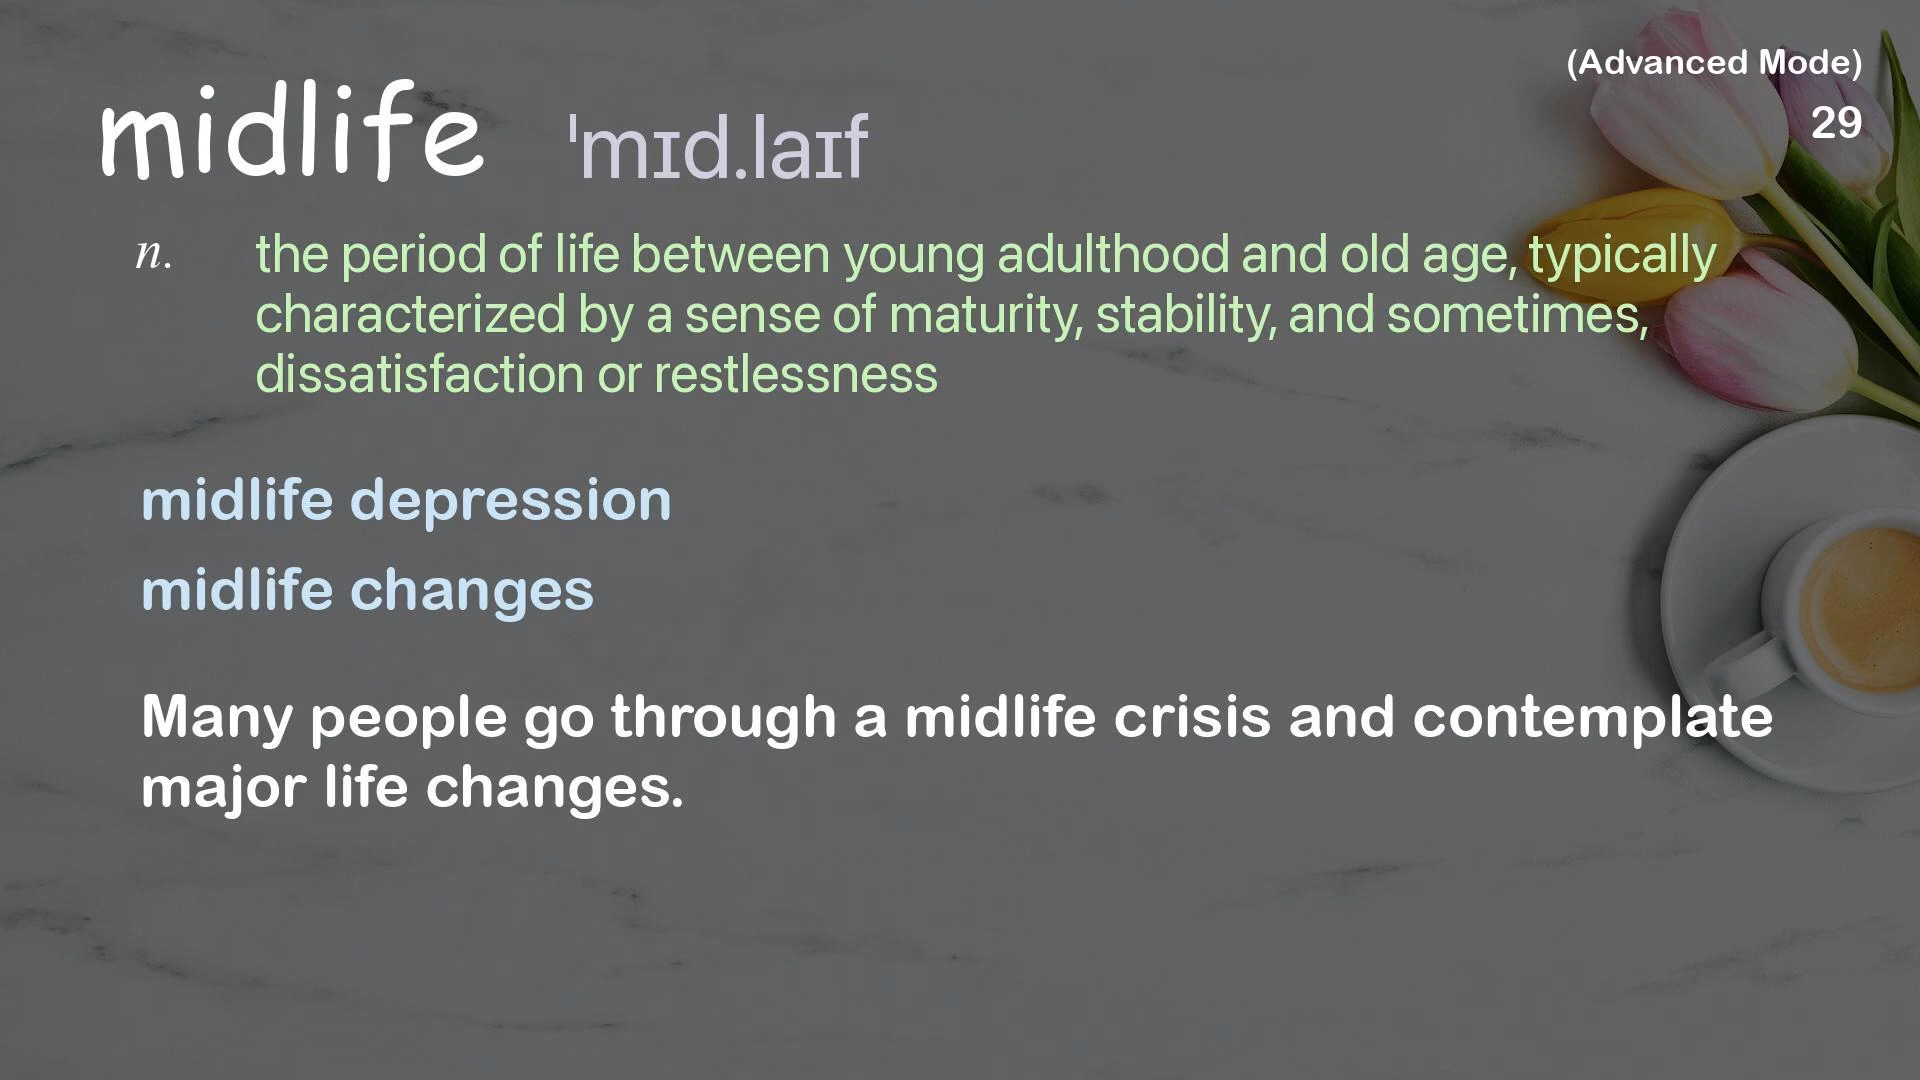 (Advanced Mode)
29
midlife ˈmɪd.laɪf
n. the period of life between young adulthood and old age, typically
characterized by a sense of maturity, stability, and sometimes,
dissatisfaction or restlessness
midlife depression
midlife changes
Many people go through a midlife crisis and contemplate
major life changes.